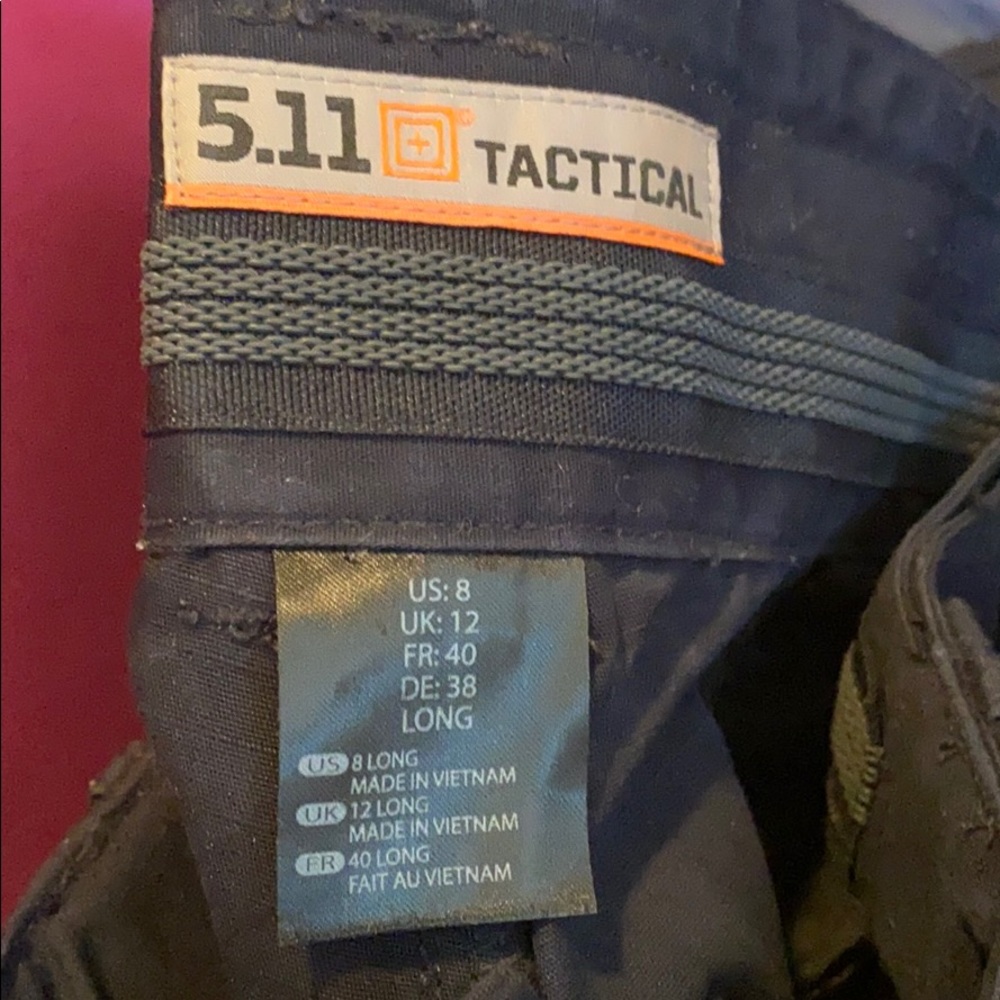 5.11® TACTICAL
US: 8
UK: 12
FR: 40
DE: 38
LONG
US 8 LONG
MADE IN VIETNAM
UK 12 LONG
MADE IN VIETNAM
FR 40 LONG
FAIT AU VIETNAM